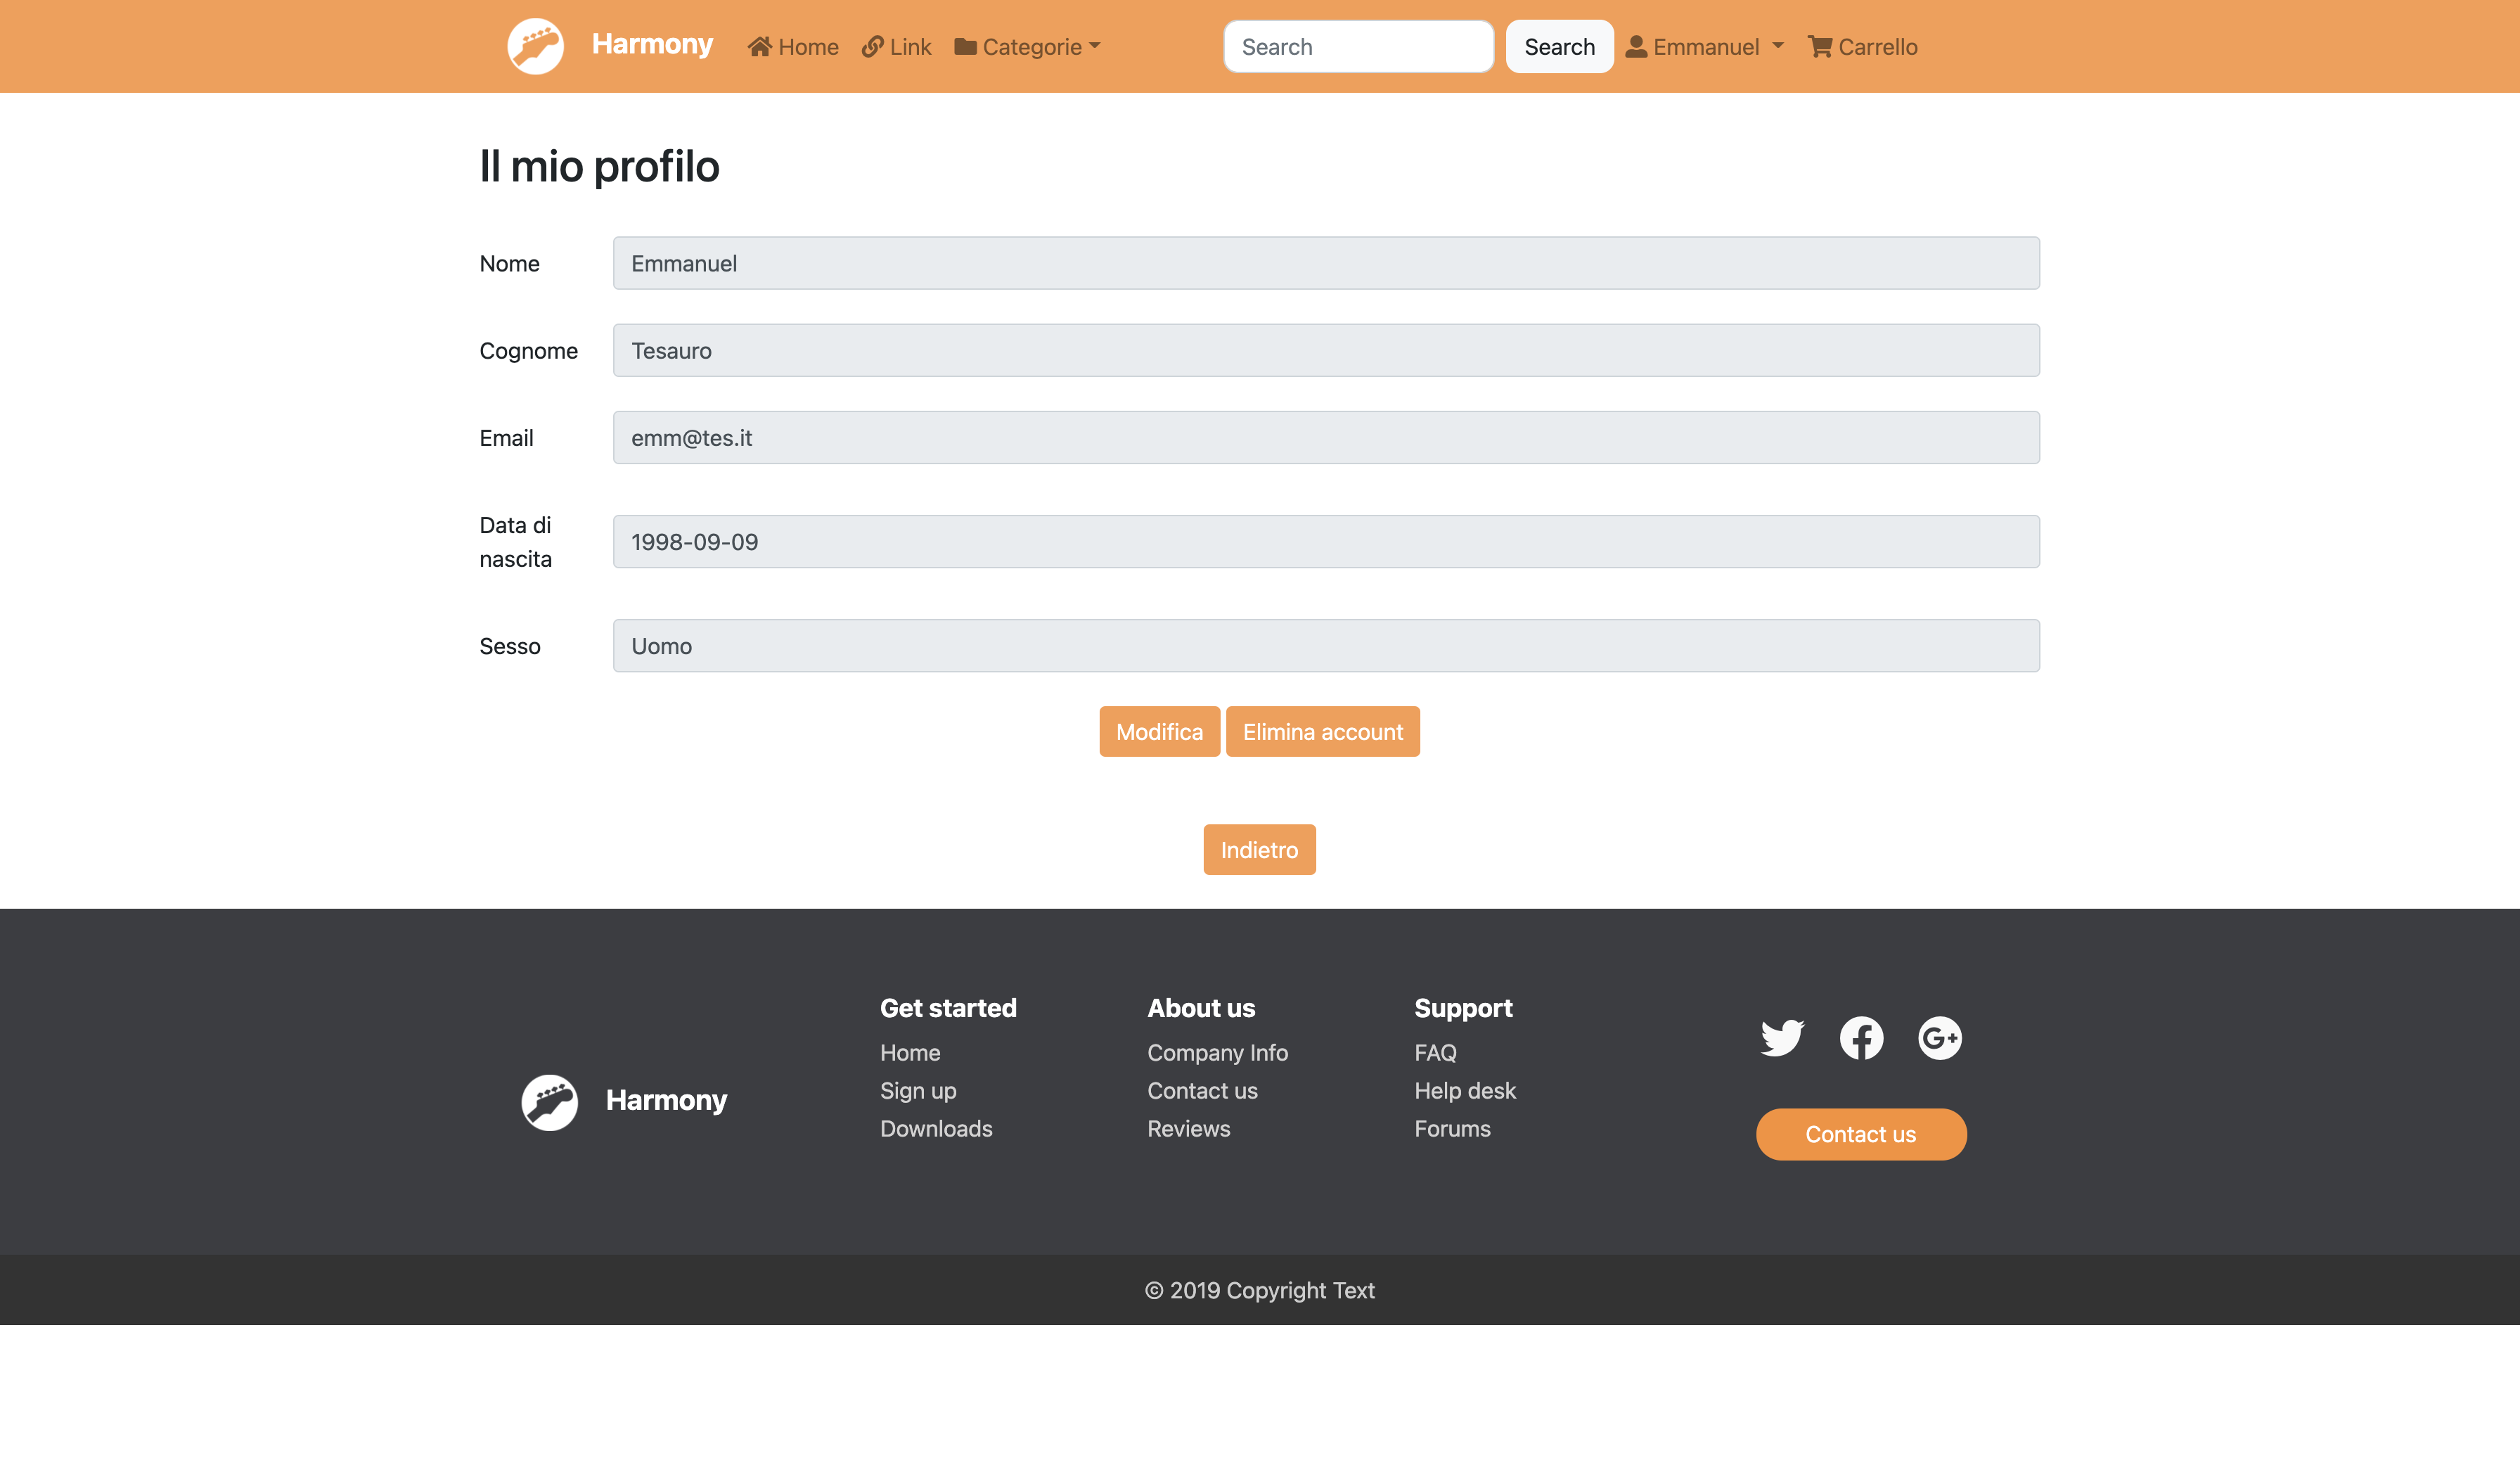 Harmony Home Link Categorie Search Search Emmanuel Carrello
Il mio profilo
Nome Emmanuel
Cognome Tesauro
Email emm@tes.it
Data di
nascita
1998-09-09
Sesso Uomo
Modifica Elimina account
Indietro
Harmony
Get started
Home
Sign up
Downloads
About us
Company Info
Contact us
Reviews
Support
FAQ
Help desk
Forums
G+
Contact us
© 2019 Copyright Text